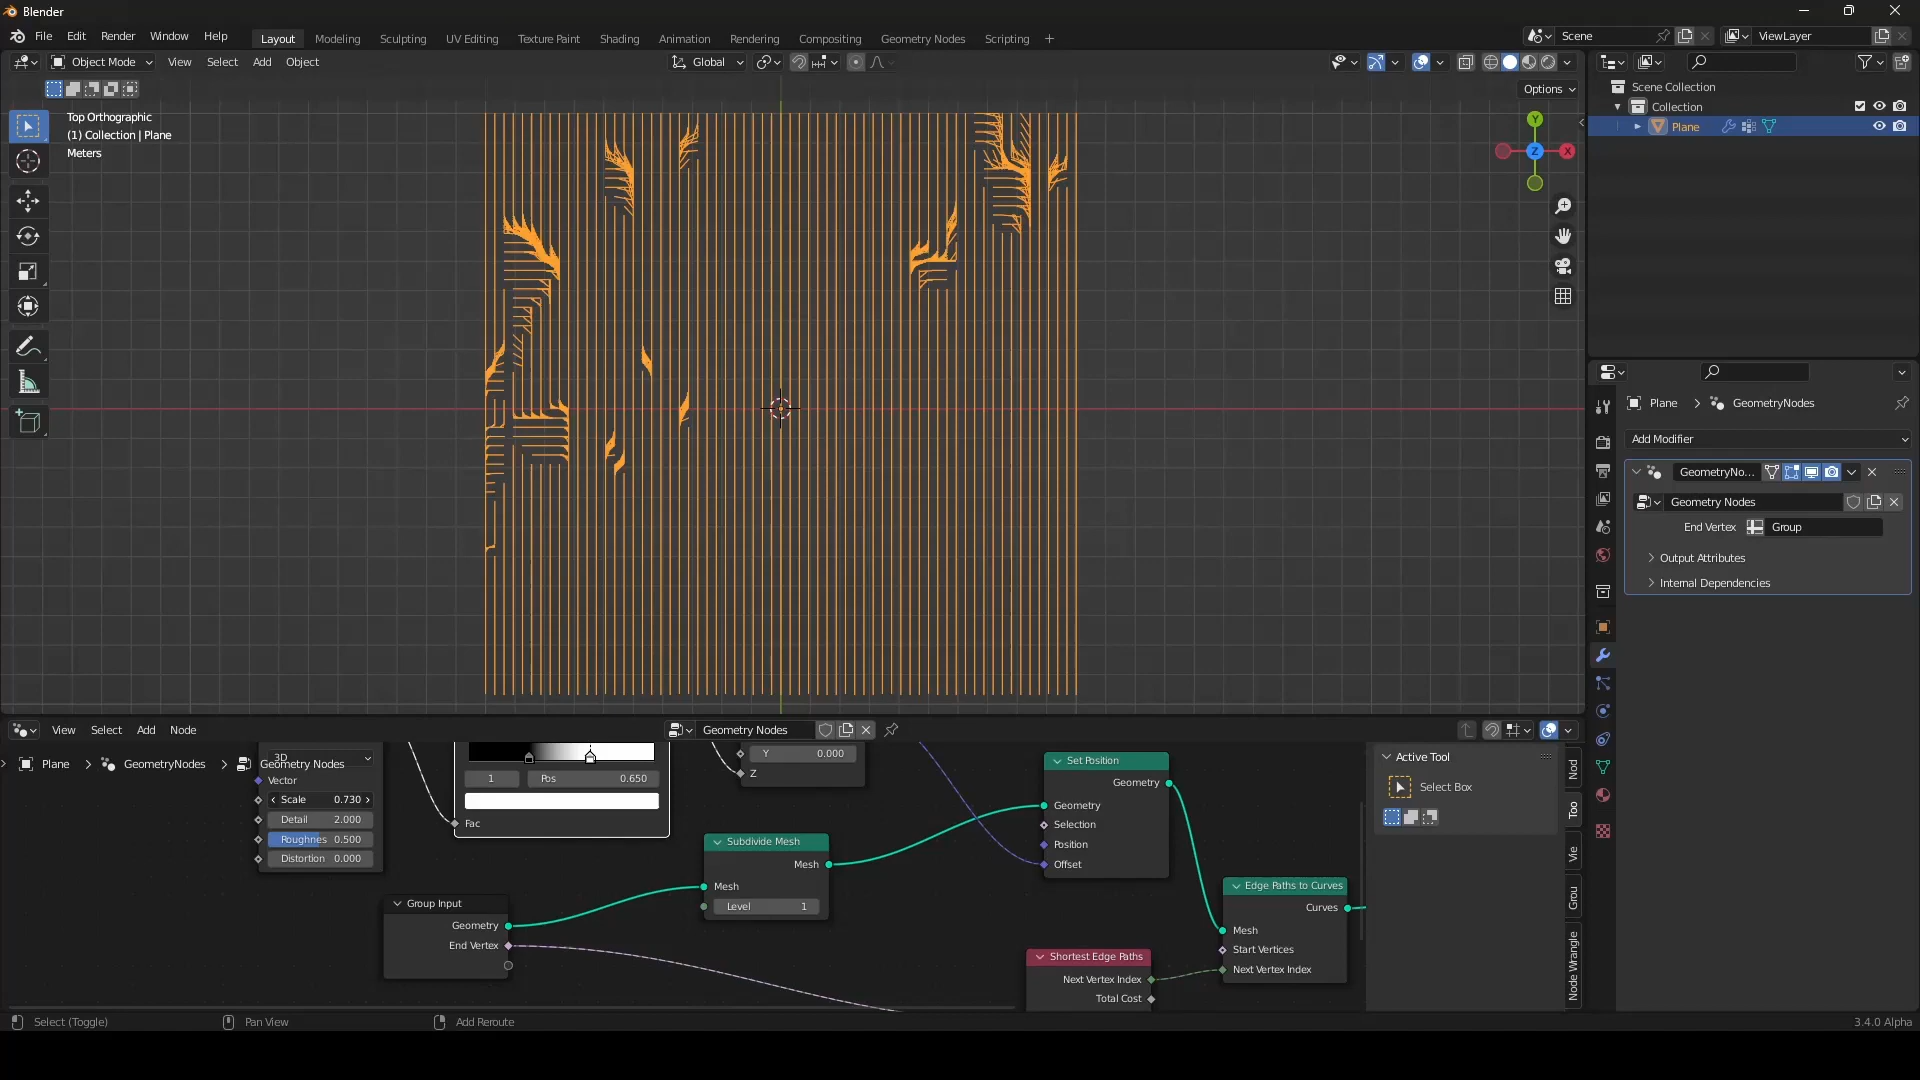 Blender
File Edit Render Window Help Layout Modeling Sculpting UV Editing Texture Paint Shading Animation Rendering Compositing Geometry Nodes Scripting + Scene ViewLayer
Object Mode View Select Add Object Global
Options
Top Orthographic
(1) Collection | Plane
Meters
Y
X
Z
Scene Collection
Collection
Plane
Plane > GeometryNodes
Add Modifier
GeometryNo...
Geometry Nodes
End Vertex Group
Output Attributes
Internal Dependencies
View Select Add Node Geometry Nodes
Plane > GeometryNodes > Geometry Nodes
3D
Vector
Scale 0.730
Detail 2.000
Roughnes 0.500
Distortion 0.000
1 Pos 0.650
Fac
Y 0.000
Z
Subdivide Mesh
Mesh
Mesh
Level 1
Group Input
Geometry
End Vertex
Set Position
Geometry
Geometry
Selection
Position
Offset
Edge Paths to Curves
Curves
Mesh
Start Vertices
Next Vertex Index
Shortest Edge Paths
Next Vertex Index
Total Cost
Active Tool
Select Box
Nod
Too
Vie
Grou
Node Wrangle
Select (Toggle) Pan View Add Reroute 3.4.0 Alpha